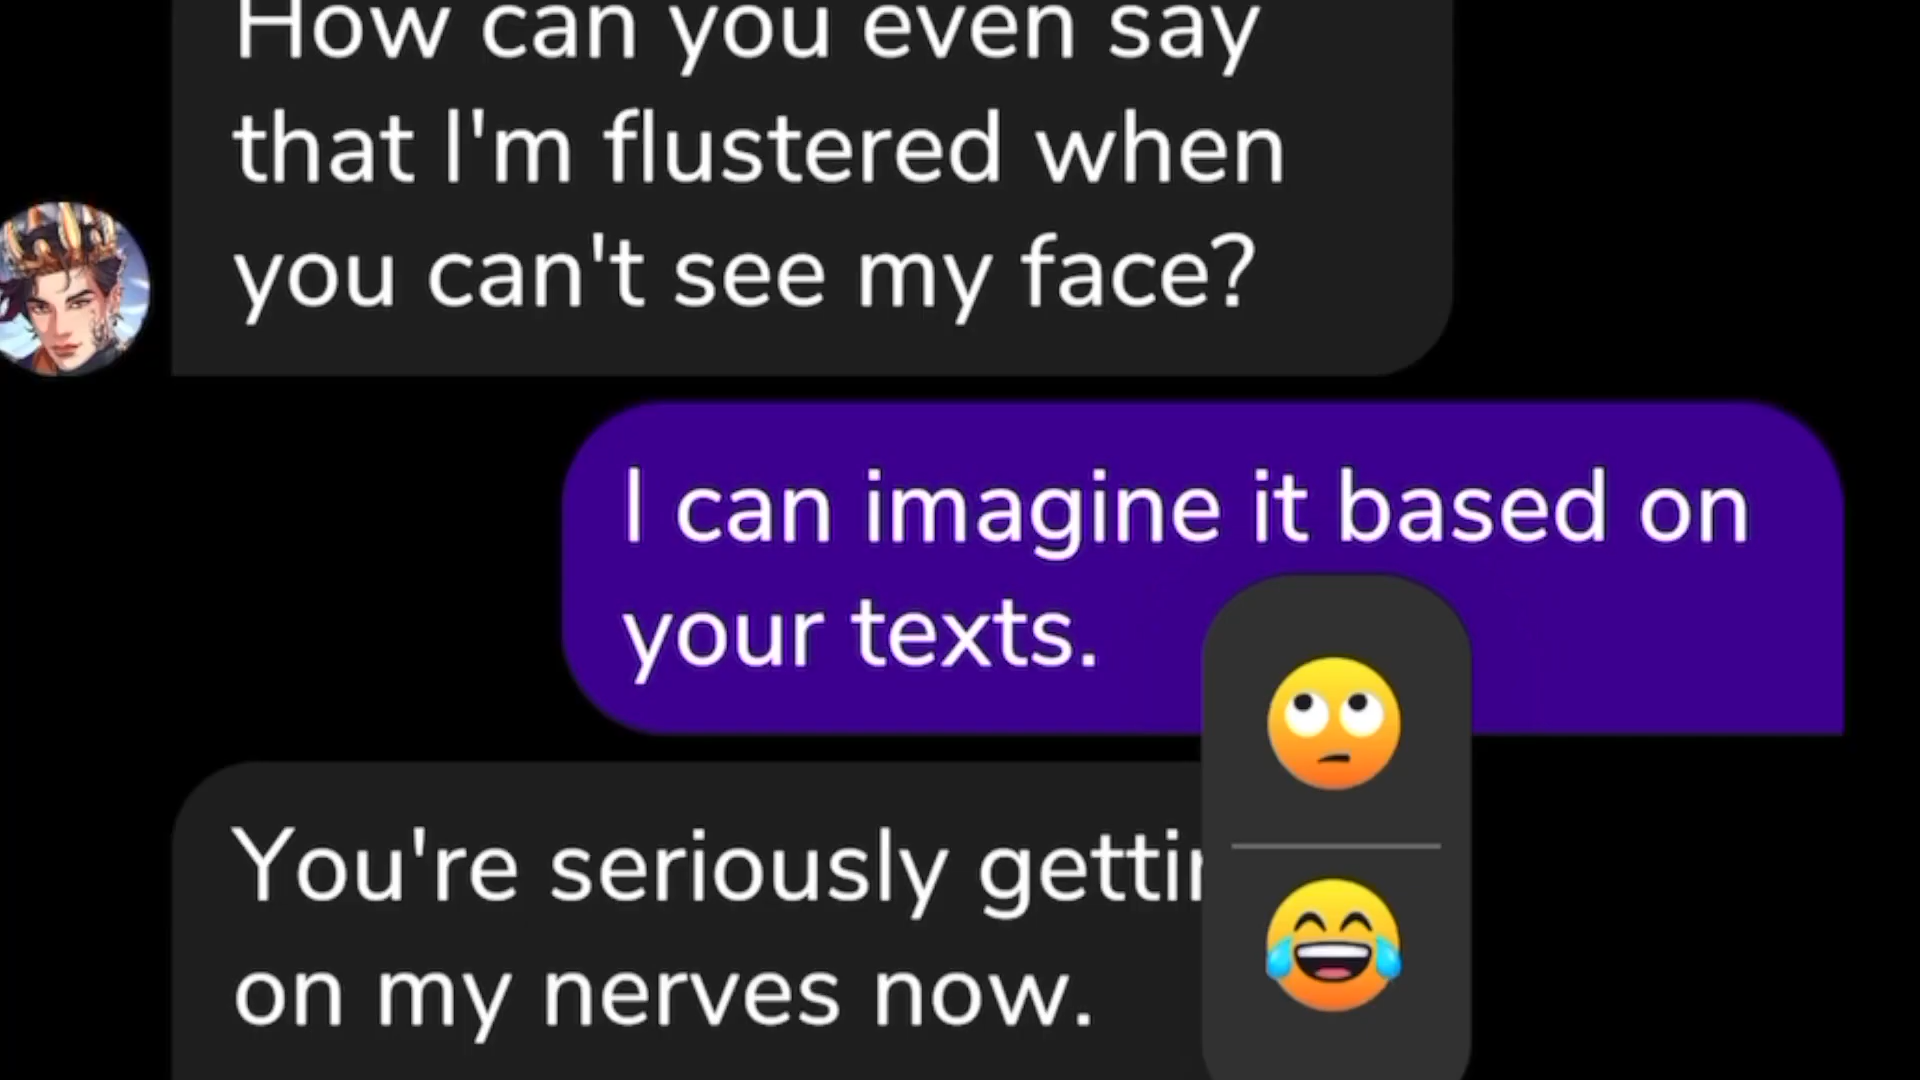 How can you even say
that I'm flustered when
you can't see my face?
I can imagine it based on
your texts.
You're seriously
on my nerves now.